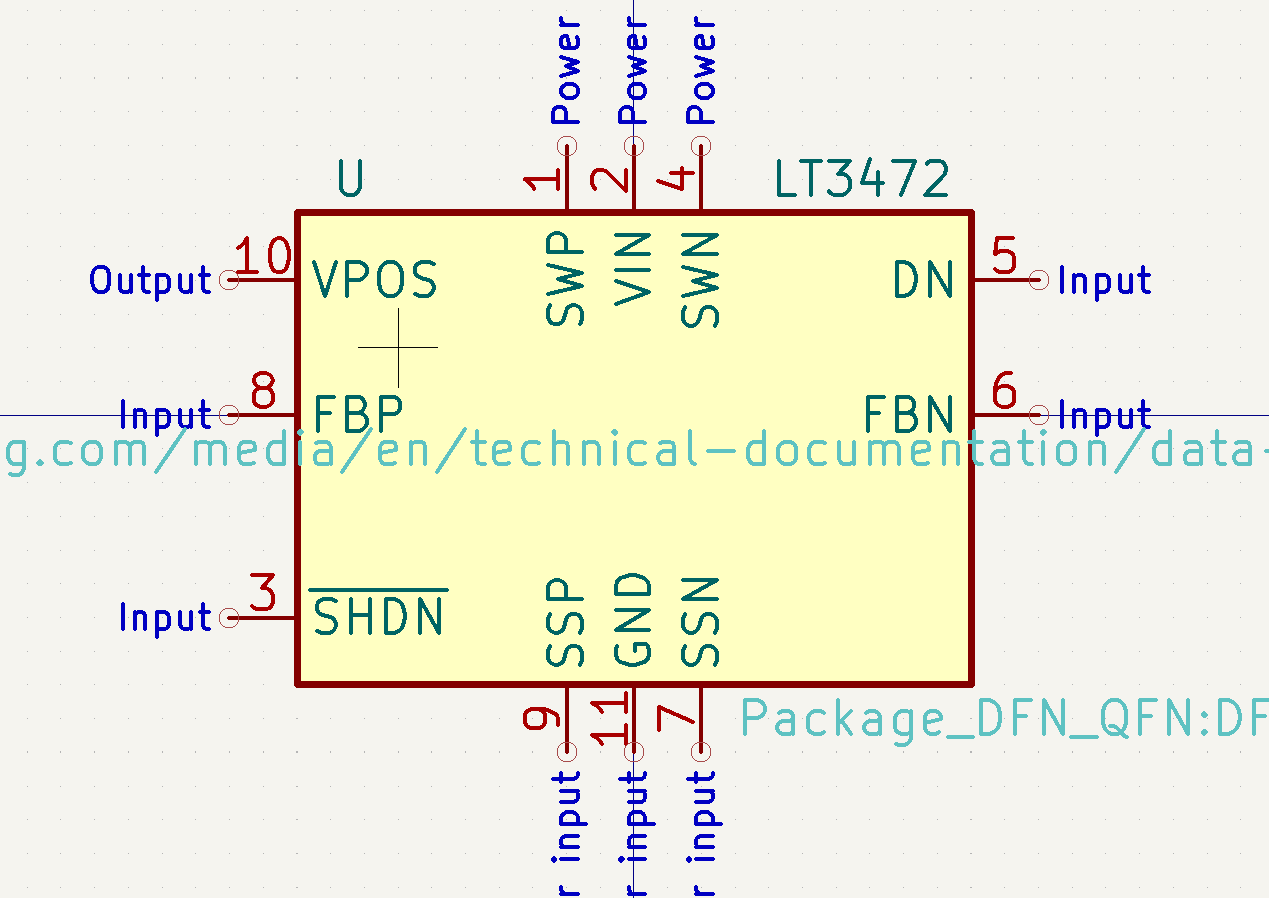 Power
Power
Power
U
1
2
4
LT3472
Output
10
VPOS
SWP
VIN
SWN
DN
5
Input
Input
8
FBP
FBN
6
Input
g.com/media/en/technical-documentation/data-
Input
3
SHDN
SSP
GND
SSN
9
11
7
Package_DFN_QFN:DF
r input
r input
r input